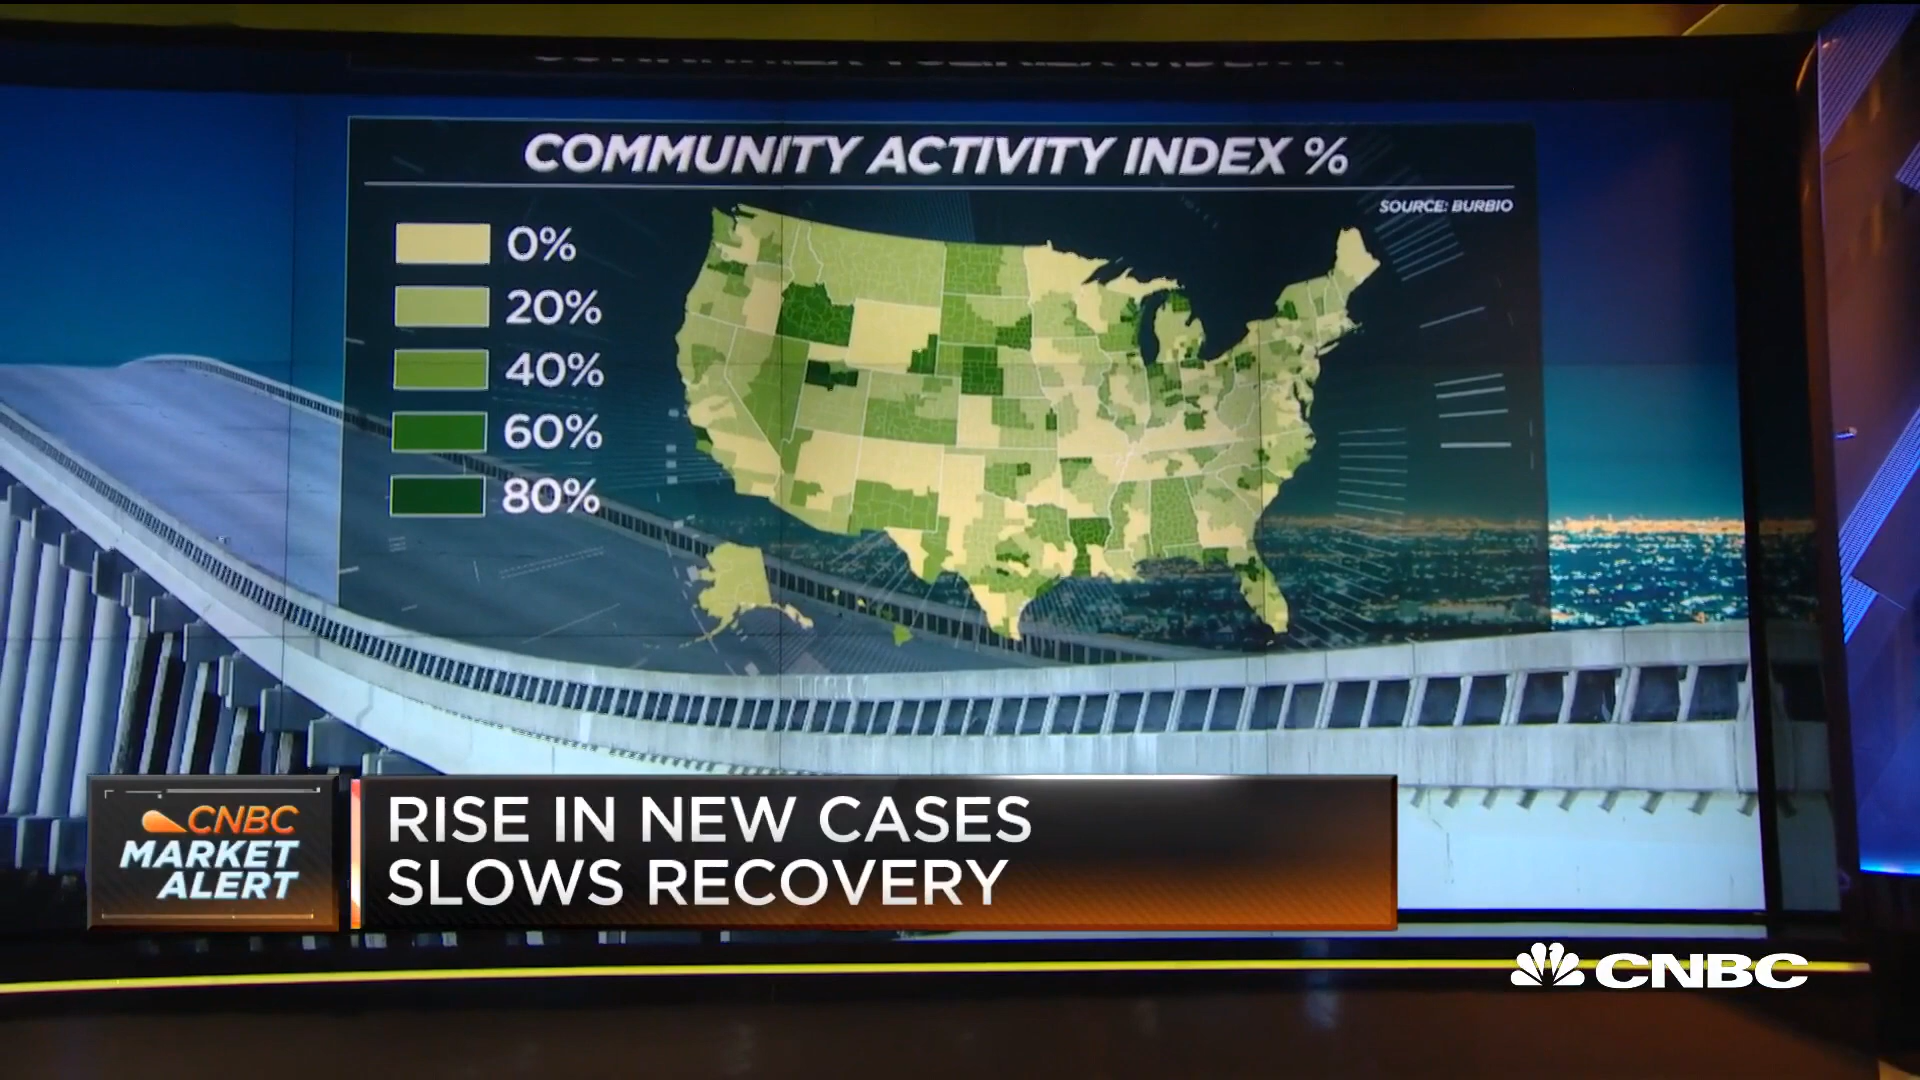 COMMUNITY ACTIVITY INDEX %
SOURCE: BURBIO
0%
20%
40%
60%
80%
CNBC
MARKET
ALERT
RISE IN NEW CASES
SLOWS RECOVERY
CNBC